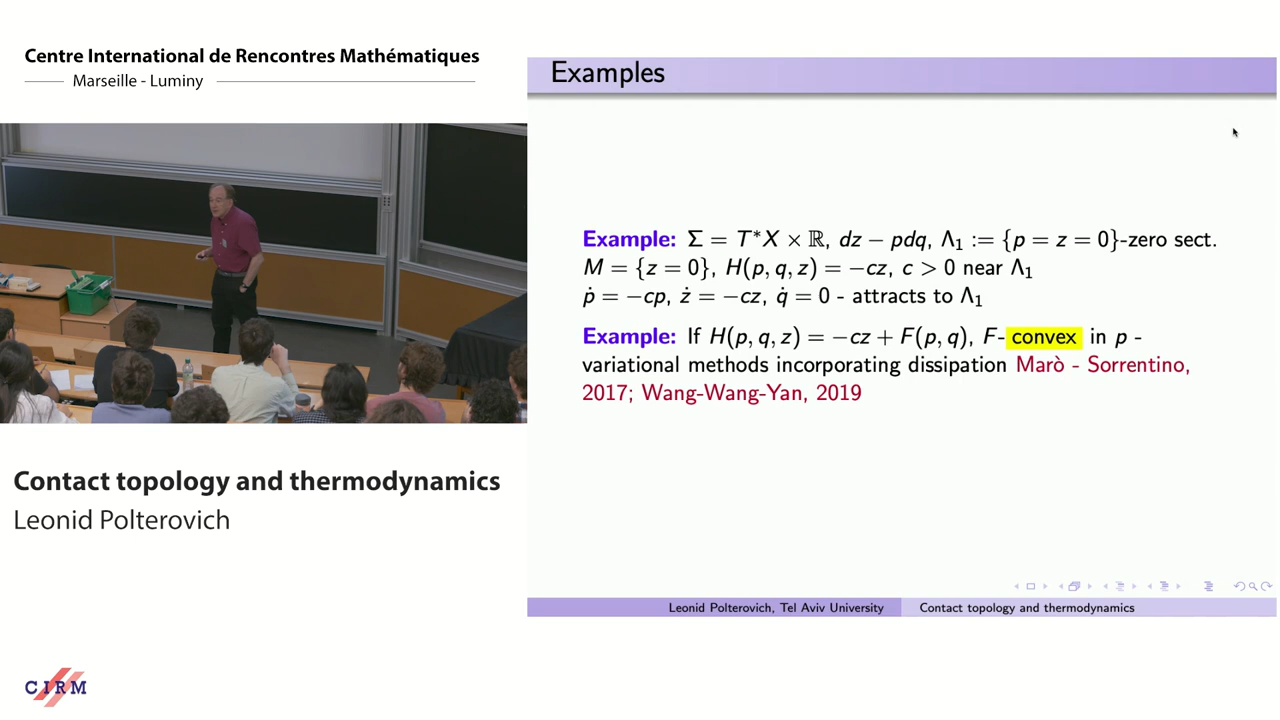 Centre International de Rencontres Mathématiques
Marseille - Luminy
Examples
Example: Σ = T*X × ℝ, dz − pdq, Λ₁ := {p = z = 0}-zero sect.
M = {z = 0}, H(p, q, z) = −cz, c > 0 near Λ₁
ṗ = −cp, ż = −cz, q̇ = 0 - attracts to Λ₁
Example: If H(p, q, z) = −cz + F(p, q), F- convex in p -
variational methods incorporating dissipation Marò - Sorrentino,
2017; Wang-Wang-Yan, 2019
Contact topology and thermodynamics
Leonid Polterovich
Leonid Polterovich, Tel Aviv University
Contact topology and thermodynamics
CIRM